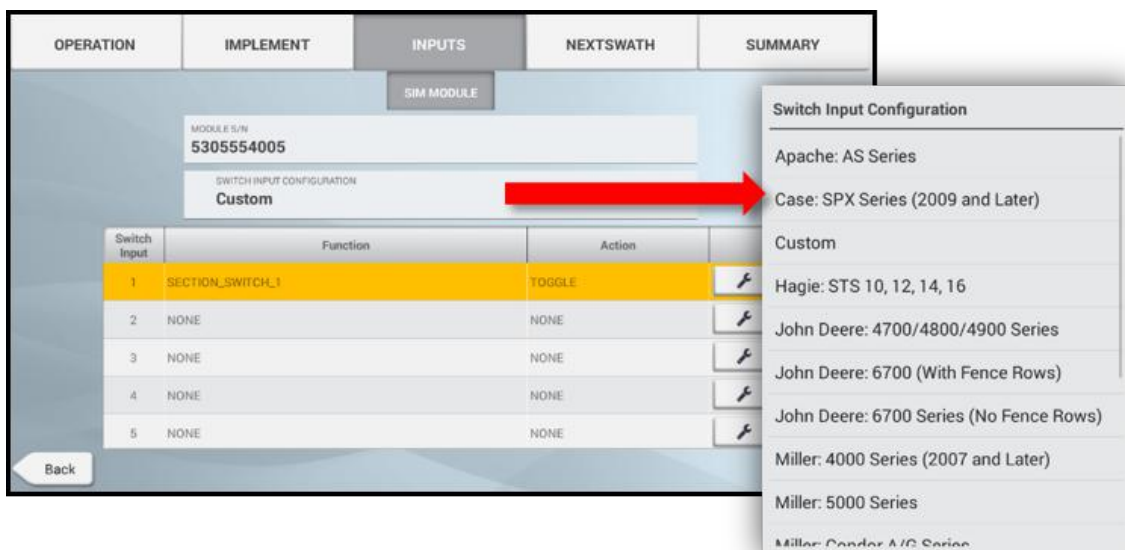 OPERATION IMPLEMENT INPUTS NEXTSWATH SUMMARY
SIM MODULE
MODULE S/N
5305554005
SWITCH INPUT CONFIGURATION
Custom
Switch Input Function Action
1 SECTION_SWITCH_1 TOGGLE
2 NONE NONE
3 NONE NONE
4 NONE NONE
5 NONE NONE
Back
Switch Input Configuration
Apache: AS Series
Case: SPX Series (2009 and Later)
Custom
Hagie: STS 10, 12, 14, 16
John Deere: 4700/4800/4900 Series
John Deere: 6700 (With Fence Rows)
John Deere: 6700 Series (No Fence Rows)
Miller: 4000 Series (2007 and Later)
Miller: 5000 Series
Miller: Condor A/G Series